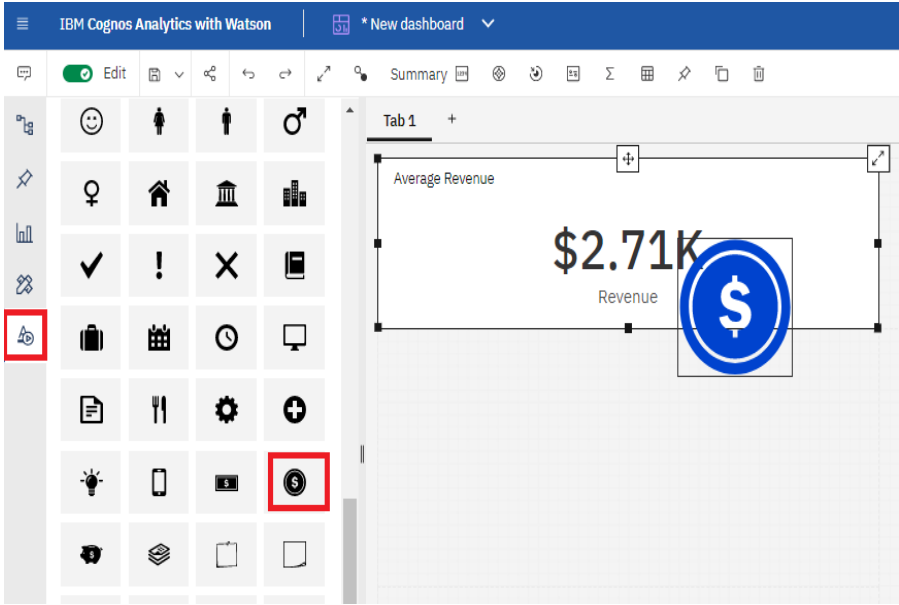 IBM Cognos Analytics with Watson
* New dashboard
Edit
Summary
Tab 1 +
Average Revenue
$2.71K
Revenue
$